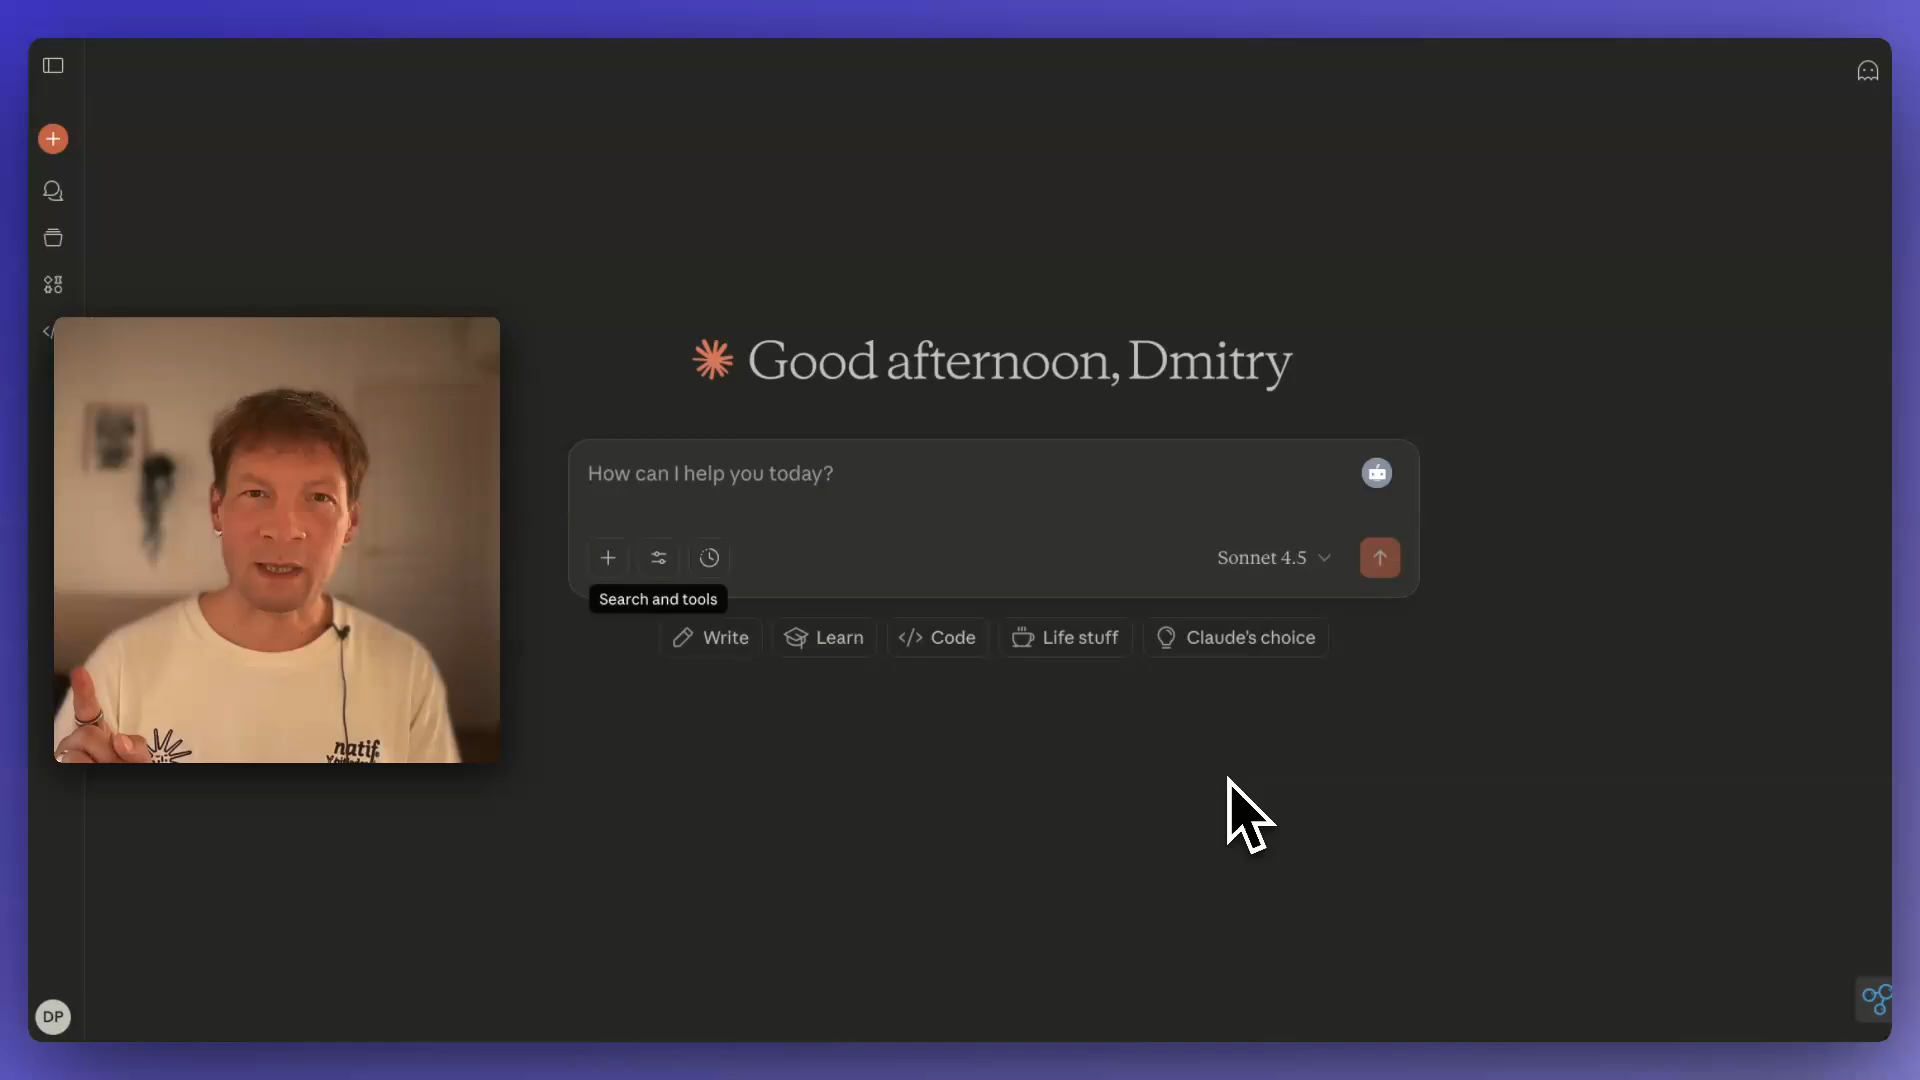 Good afternoon, Dmitry
How can I help you today?
Sonnet 4.5
Search and tools
Write
Learn
Code
Life stuff
Claude's choice
natif.
DP